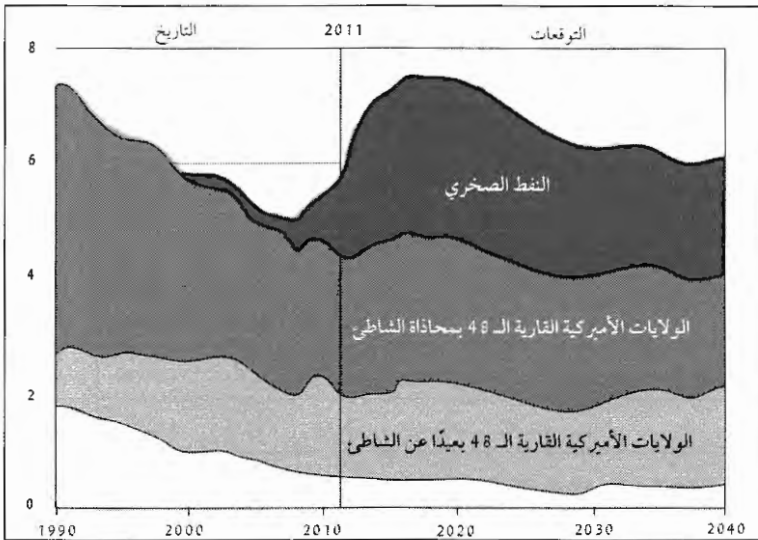 التاريخ 2011 التوقعات
8
6
4
2
0
النفط الصخري
الولايات الأميركية القارية الـ 48 بمحاذاة الشاطئ
الولايات الأميركية القارية الـ 48 بعيدًا عن الشاطئ
1990 2000 2010 2020 2030 2040